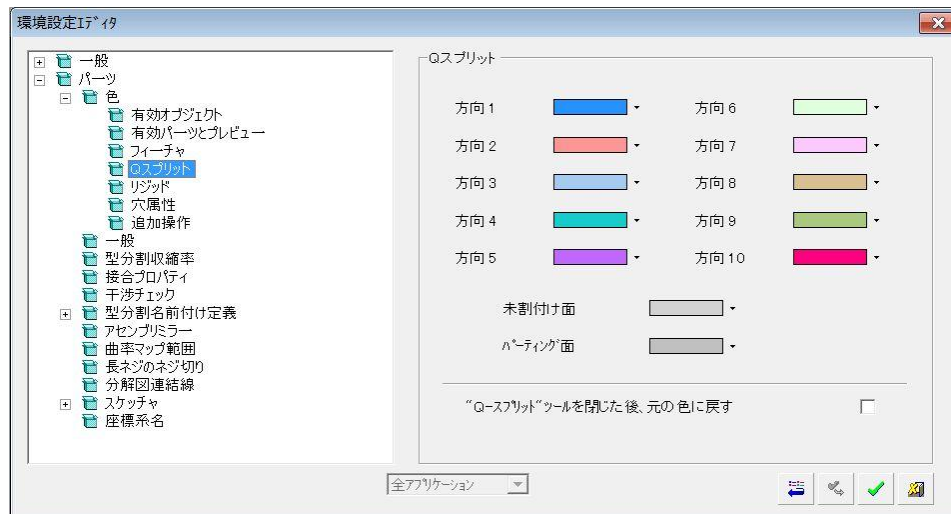 環境設定ｴﾃﾞｨﾀ
一般
パーツ
色
有効オブジェクト
有効パーツとプレビュー
フィーチャ
Qスプリット
リジッド
穴属性
追加操作
一般
型分割収縮率
接合プロパティ
干渉チェック
型分割名前付け定義
アセンブリミラー
曲率マップ範囲
長ネジのネジ切り
分解図連結線
スケッチャ
座標系名
Qスプリット
方向1
方向6
方向2
方向7
方向3
方向8
方向4
方向9
方向5
方向10
未割付け面
ﾊﾟｰﾃｨﾝｸﾞ面
"Q-ｽﾌﾟﾘｯﾄ"ツールを閉じた後、元の色に戻す
全ｱﾌﾟﾘｹｰｼｮﾝ